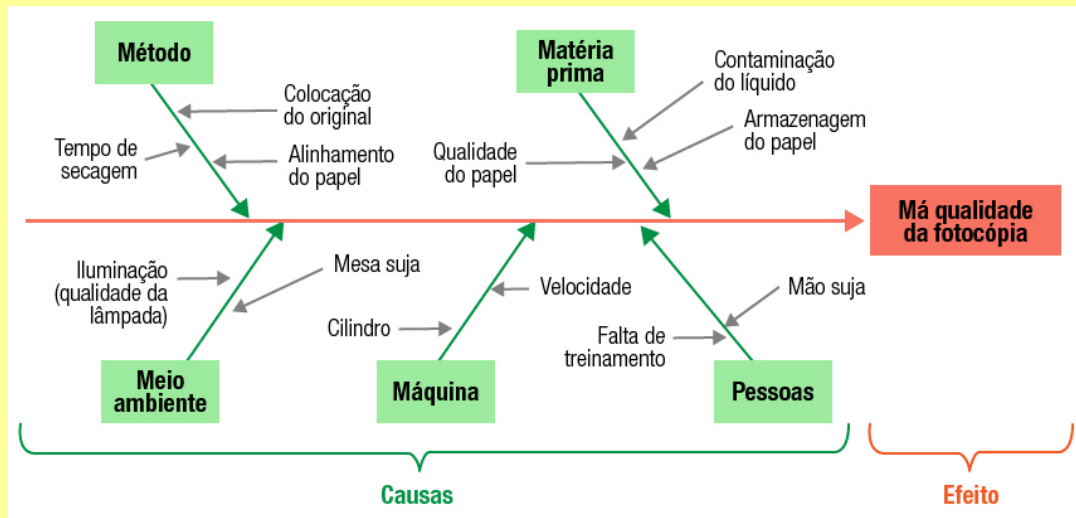 Método
Colocação
do original
Tempo de
secagem
Alinhamento
do papel
Matéria
prima
Contaminação
do líquido
Armazenagem
do papel
Qualidade
do papel
Má qualidade
da fotocópia
Iluminação
(qualidade da
lâmpada)
Mesa suja
Meio
ambiente
Velocidade
Cilindro
Máquina
Mão suja
Falta de
treinamento
Pessoas
Causas
Efeito